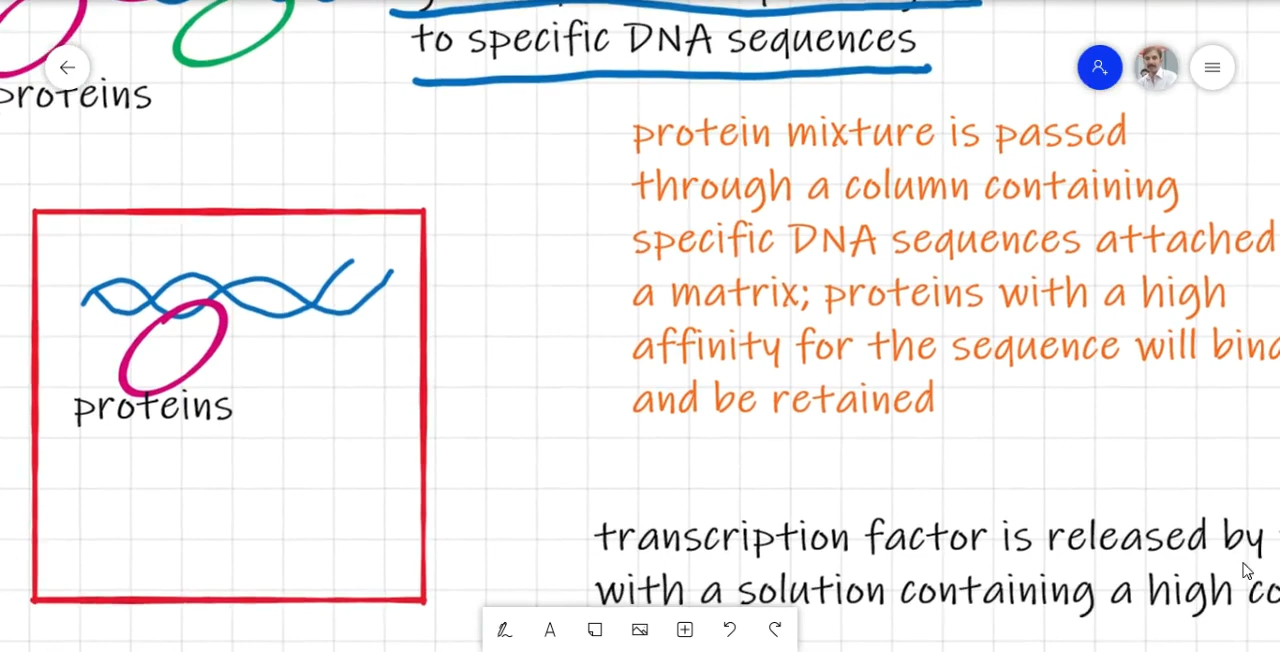 to specific DNA sequences
proteins
protein mixture is passed
through a column containing
specific DNA sequences attached
a matrix; proteins with a high
affinity for the sequence will bind
and be retained
proteins
transcription factor is released by
with a solution containing a high